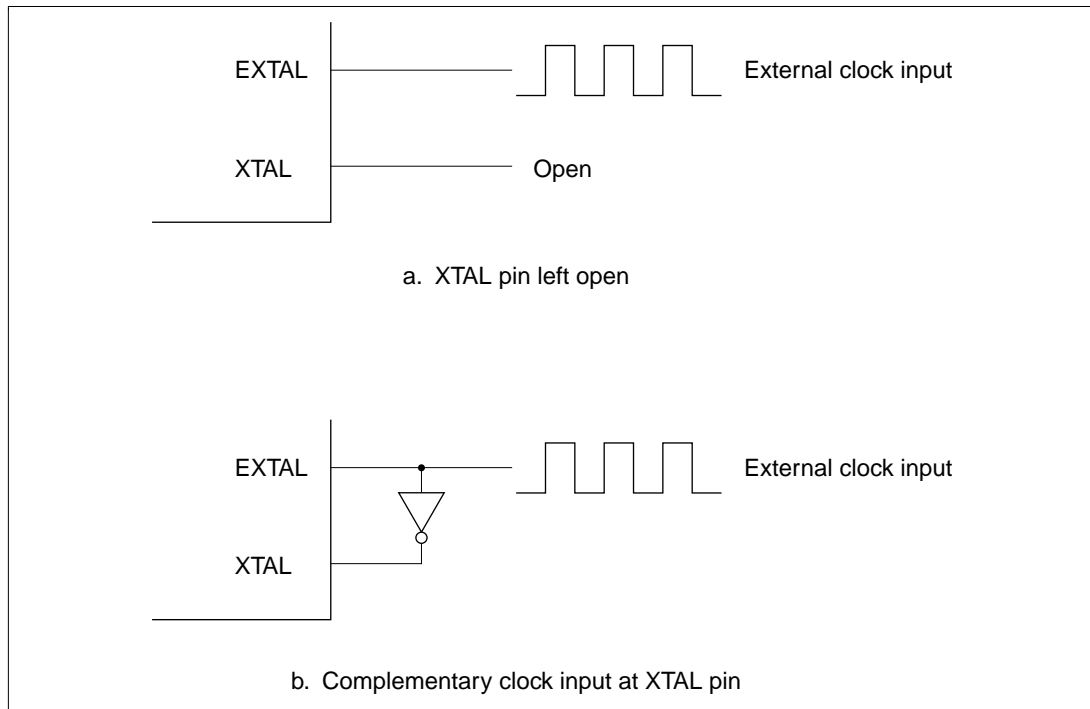 EXTAL External clock input
XTAL Open
a. XTAL pin left open
EXTAL External clock input
XTAL
b. Complementary clock input at XTAL pin